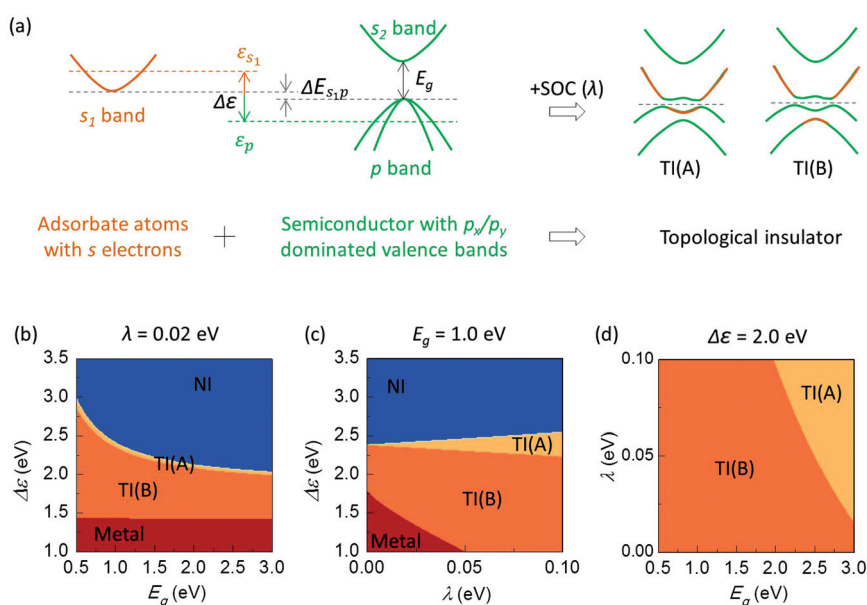 (a)
s₂ band
εₛ₁
ΔEₛ₁ₚ
E_g
+SOC (λ)
Δε
s₁ band
εₚ
p band
TI(A)
TI(B)
Adsorbate atoms
with s electrons
+
Semiconductor with pₓ/p_y
dominated valence bands
Topological insulator
(b)
λ = 0.02 eV
3.5
3.0
2.5
2.0
1.5
1.0
Δε (eV)
NI
TI(A)
TI(B)
Metal
0.5 1.0 1.5 2.0 2.5 3.0
E_g (eV)
(c)
E_g = 1.0 eV
3.5
3.0
2.5
2.0
1.5
1.0
Δε (eV)
NI
TI(A)
TI(B)
Metal
0.00 0.05 0.10
λ (eV)
(d)
Δε = 2.0 eV
0.10
0.05
0.00
λ (eV)
TI(A)
TI(B)
0.5 1.0 1.5 2.0 2.5 3.0
E_g (eV)